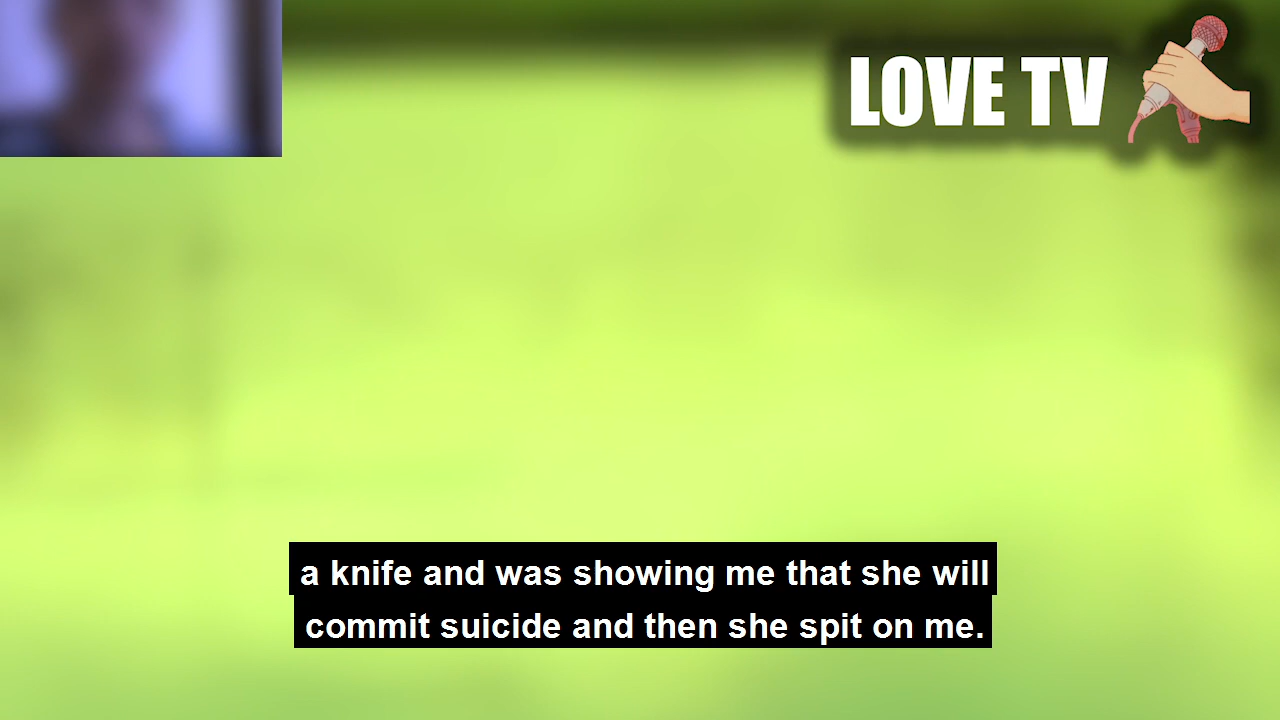 LOVE TV
a knife and was showing me that she will
commit suicide and then she spit on me.